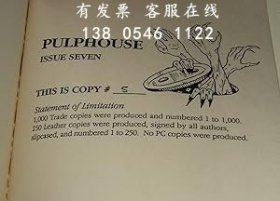 有发票 客服在线
138 0546 1122
PULPHOUSE
ISSUE SEVEN
THIS IS COPY # 5
Statement of Limitation
1,000 Trade copies were produced and numbered 1 to 1,000.
250 Leather copies were produced, signed by all authors,
slipcased, and numbered 1 to 250. No PC copies were produced.